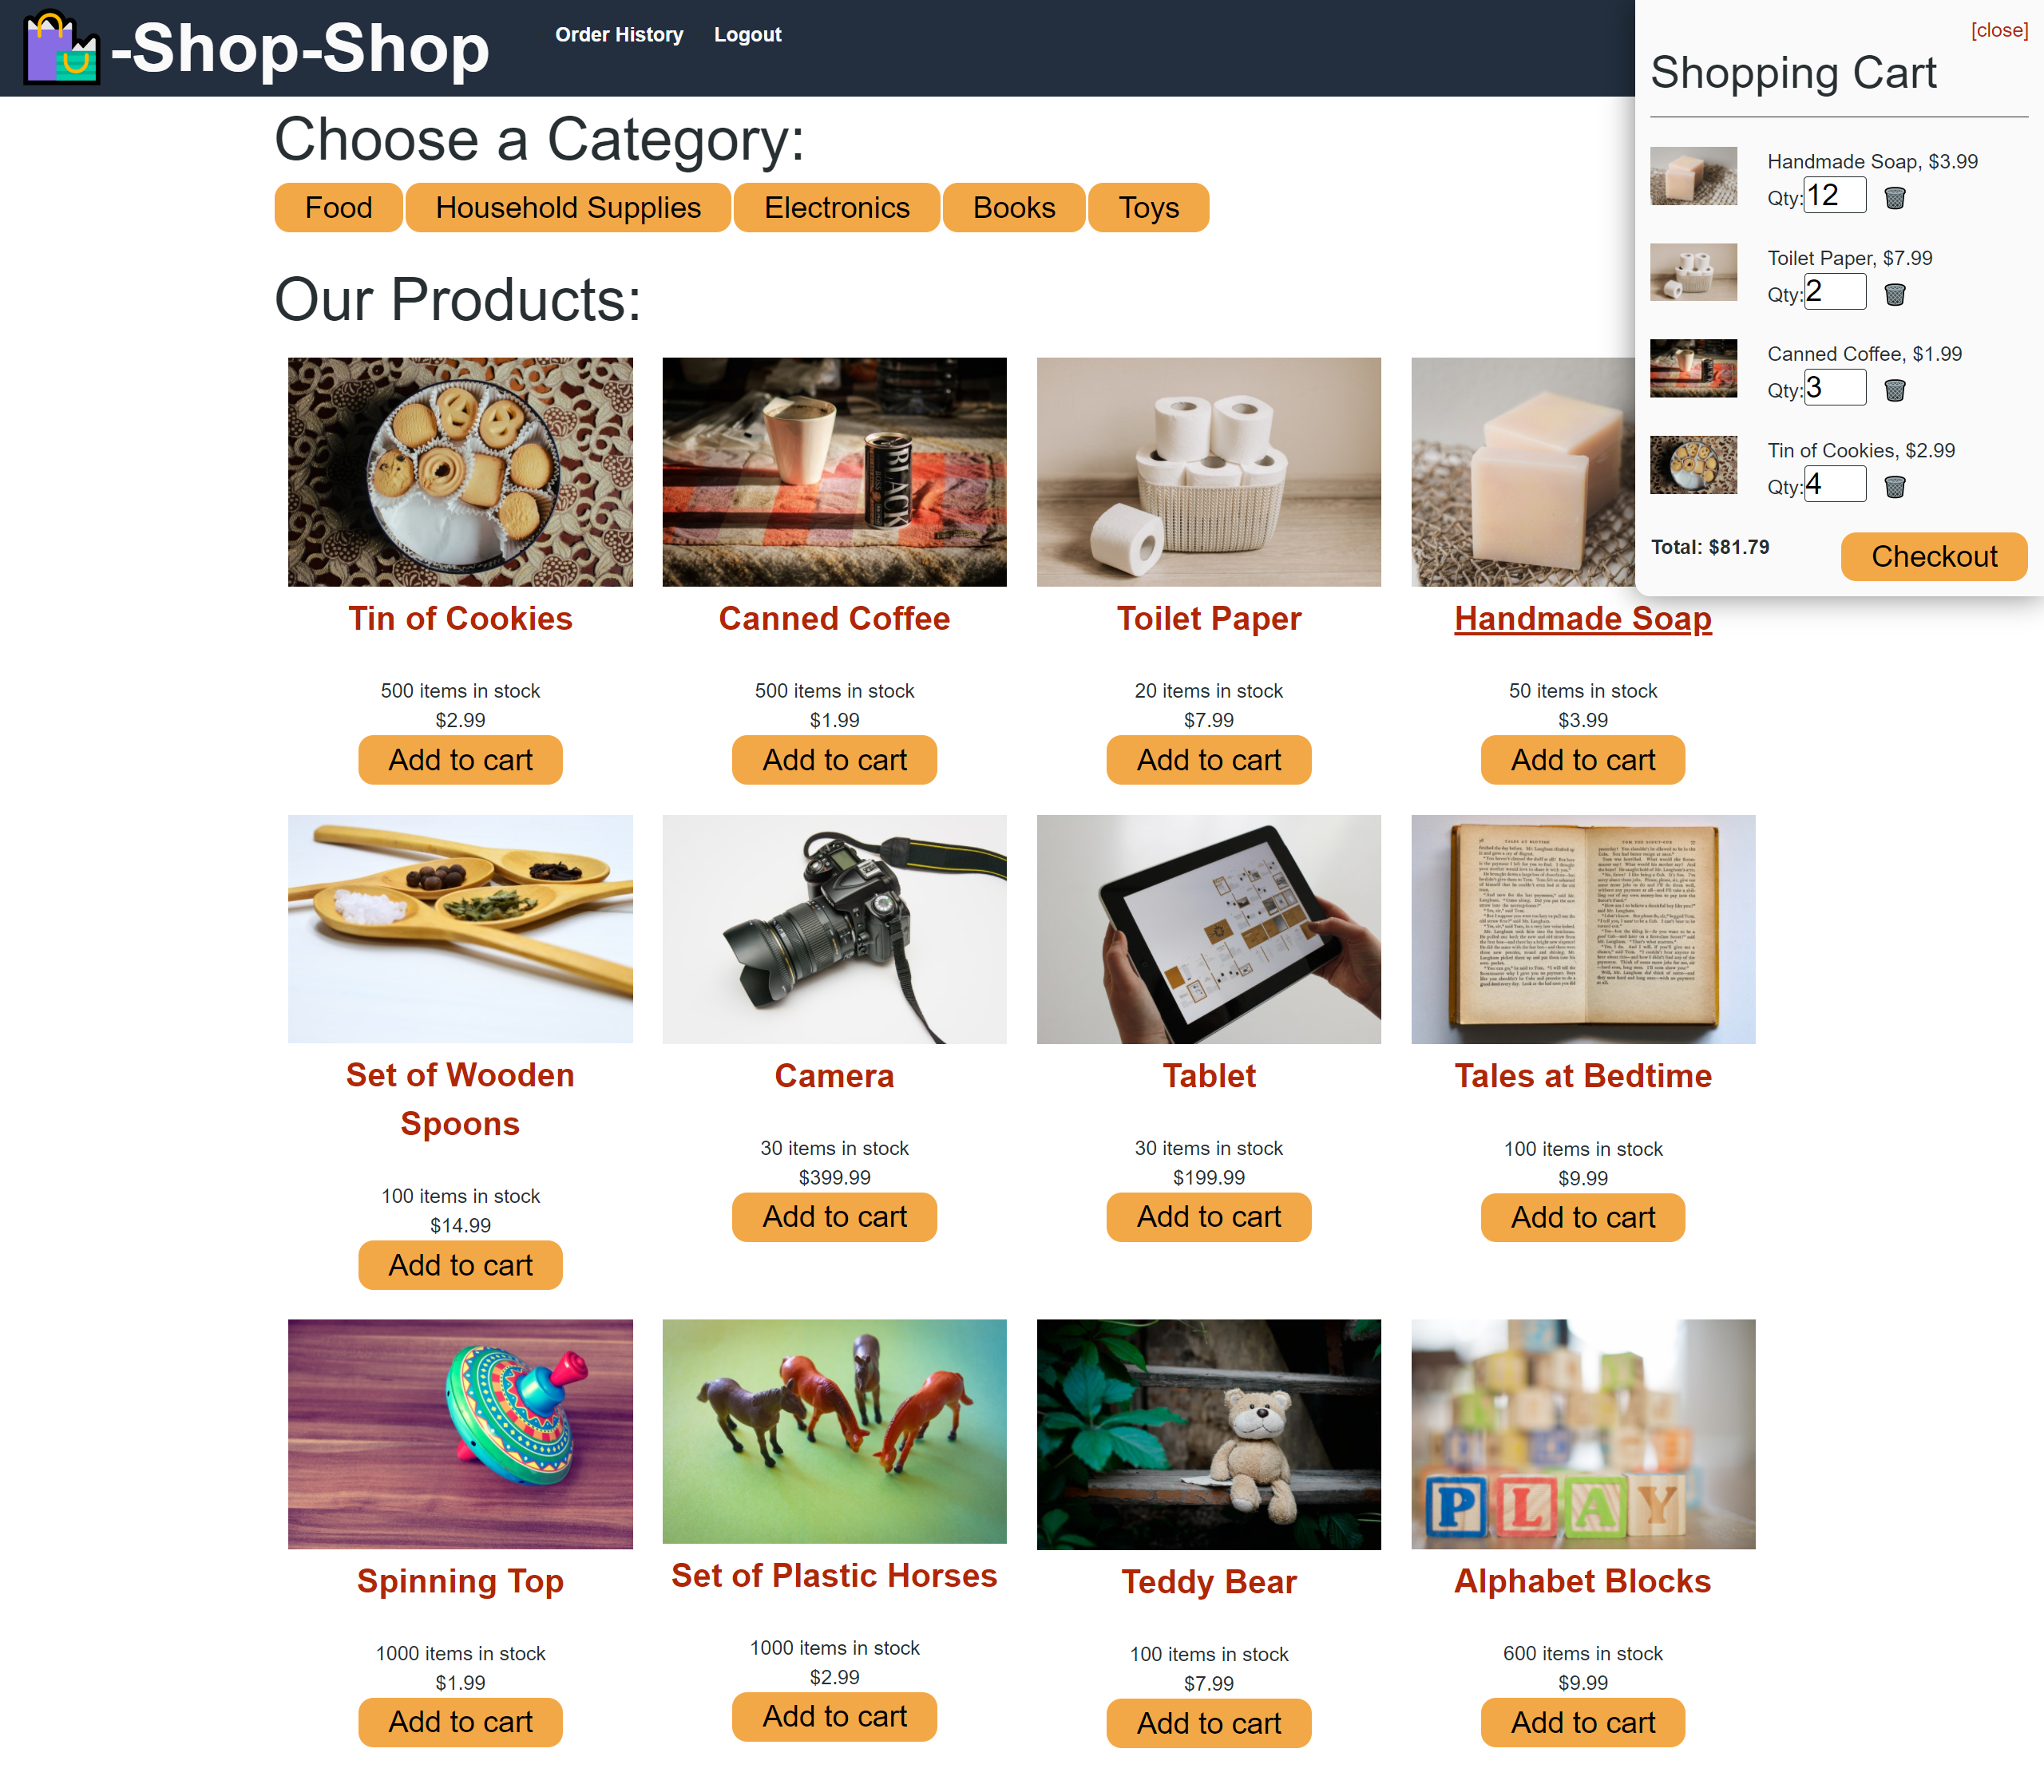 -Shop-Shop
Order History
Logout
Choose a Category:
Food
Household Supplies
Electronics
Books
Toys
Our Products:
[close]
Shopping Cart
Handmade Soap, $3.99
Qty: 12
Toilet Paper, $7.99
Qty: 2
Canned Coffee, $1.99
Qty: 3
Tin of Cookies, $2.99
Qty: 4
Total: $81.79
Checkout
BLACK
Tin of Cookies
500 items in stock
$2.99
Add to cart
Canned Coffee
500 items in stock
$1.99
Add to cart
Toilet Paper
20 items in stock
$7.99
Add to cart
Handmade Soap
50 items in stock
$3.99
Add to cart
TALES AT BEDTIME
Set of Wooden
Spoons
100 items in stock
$14.99
Add to cart
Camera
30 items in stock
$399.99
Add to cart
Tablet
30 items in stock
$199.99
Add to cart
Tales at Bedtime
100 items in stock
$9.99
Add to cart
PLAY
Spinning Top
1000 items in stock
$1.99
Add to cart
Set of Plastic Horses
1000 items in stock
$2.99
Add to cart
Teddy Bear
100 items in stock
$7.99
Add to cart
Alphabet Blocks
600 items in stock
$9.99
Add to cart